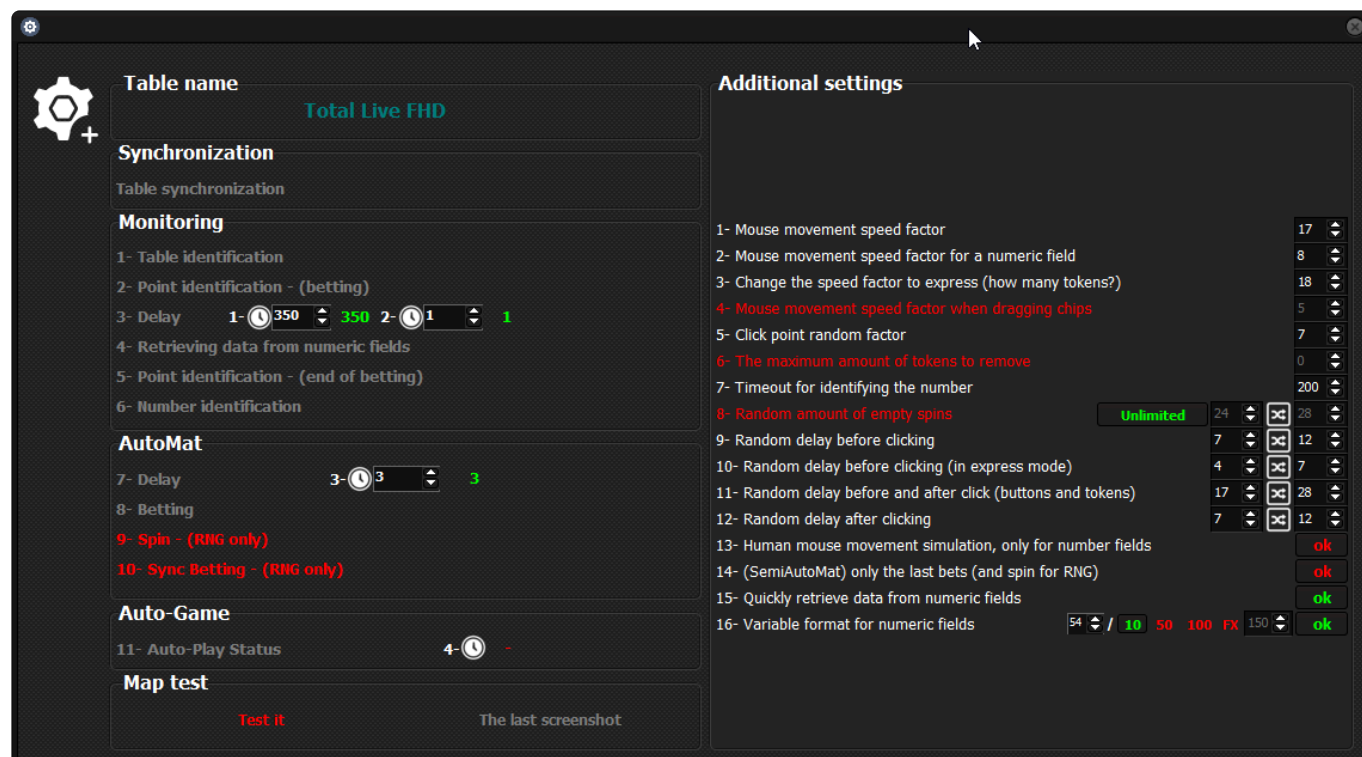 Table name
Total Live FHD
Synchronization
Table synchronization
Monitoring
1- Table identification
2- Point identification - (betting)
3- Delay 1- 350 350 2- 1 1
4- Retrieving data from numeric fields
5- Point identification - (end of betting)
6- Number identification
AutoMat
7- Delay 3- 3 3
8- Betting
9- Spin - (RNG only)
10- Sync Betting - (RNG only)
Auto-Game
11- Auto-Play Status 4- -
Map test
Test it The last screenshot
Additional settings
1- Mouse movement speed factor 17
2- Mouse movement speed factor for a numeric field 8
3- Change the speed factor to express (how many tokens?) 18
4- Mouse movement speed factor when dragging chips 5
5- Click point random factor 7
6- The maximum amount of tokens to remove 0
7- Timeout for identifying the number 200
8- Random amount of empty spins Unlimited 24 28
9- Random delay before clicking 7 12
10- Random delay before clicking (in express mode) 4 7
11- Random delay before and after click (buttons and tokens) 17 28
12- Random delay after clicking 7 12
13- Human mouse movement simulation, only for number fields ok
14- (SemiAutoMat) only the last bets (and spin for RNG) ok
15- Quickly retrieve data from numeric fields ok
16- Variable format for numeric fields 54 / 10 50 100 FX 150 ok